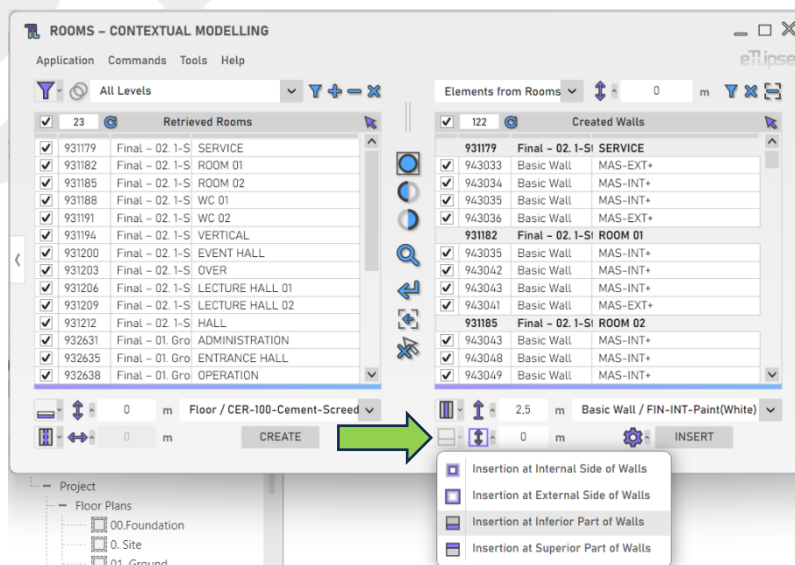 ROOMS – CONTEXTUAL MODELLING
Application Commands Tools Help
eTLipse
All Levels
Elements from Rooms 0 m
23 Retrieved Rooms
122 Created Walls
931179 Final – 02. 1-S SERVICE
931182 Final – 02. 1-S ROOM 01
931185 Final – 02. 1-S ROOM 02
931188 Final – 02. 1-S WC 01
931191 Final – 02. 1-S WC 02
931194 Final – 02. 1-S VERTICAL
931200 Final – 02. 1-S EVENT HALL
931203 Final – 02. 1-S OVER
931206 Final – 02. 1-S LECTURE HALL 01
931209 Final – 02. 1-S LECTURE HALL 02
931212 Final – 02. 1-S HALL
932631 Final – 01. Gro ADMINISTRATION
932635 Final – 01. Gro ENTRANCE HALL
932638 Final – 01. Gro OPERATION
931179 Final – 02. 1-St SERVICE
943033 Basic Wall MAS-EXT+
943034 Basic Wall MAS-INT+
943035 Basic Wall MAS-INT+
943036 Basic Wall MAS-EXT+
931182 Final – 02. 1-St ROOM 01
943035 Basic Wall MAS-INT+
943042 Basic Wall MAS-INT+
943043 Basic Wall MAS-INT+
943041 Basic Wall MAS-EXT+
931185 Final – 02. 1-St ROOM 02
943043 Basic Wall MAS-INT+
943048 Basic Wall MAS-INT+
943049 Basic Wall MAS-INT+
0 m Floor / CER-100-Cement-Screed
0 m CREATE
2,5 m Basic Wall / FIN-INT-Paint(White)
0 m INSERT
Insertion at Internal Side of Walls
Insertion at External Side of Walls
Insertion at Inferior Part of Walls
Insertion at Superior Part of Walls
Project
Floor Plans
00.Foundation
0. Site
01. Ground